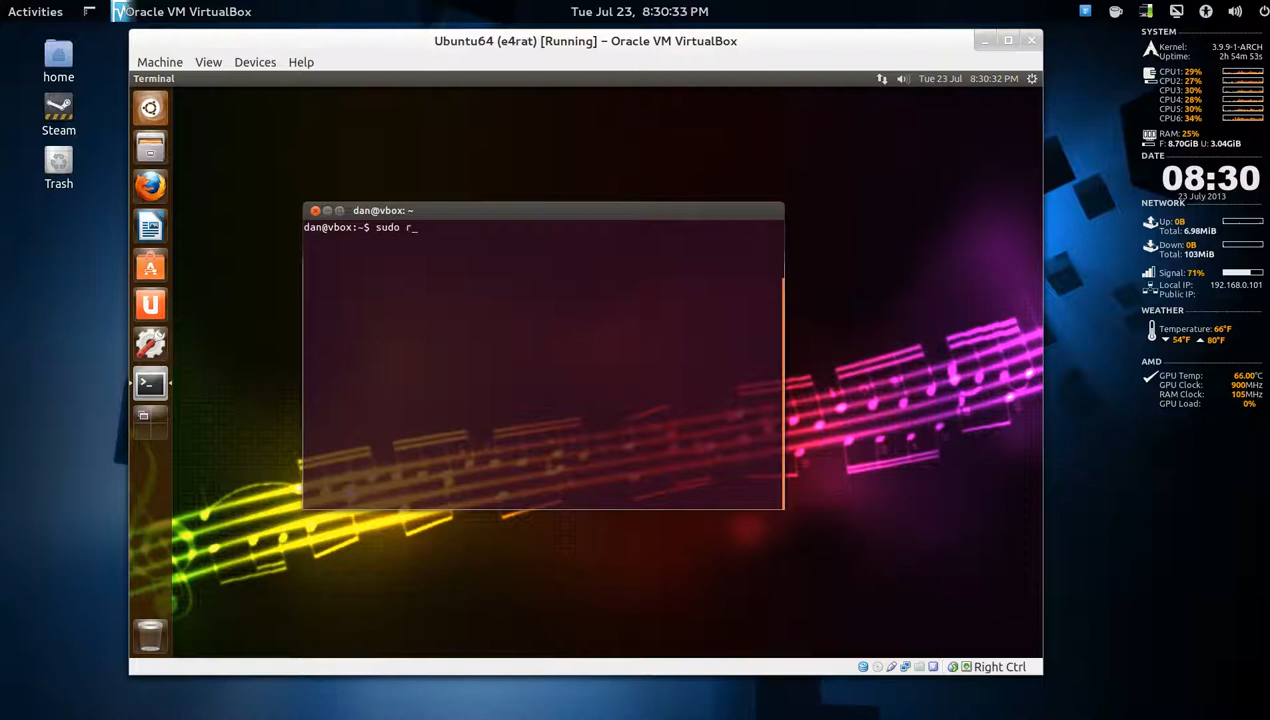 Activities
Oracle VM VirtualBox
Tue Jul 23, 8:30:33 PM
home
Steam
Trash
Ubuntu64 (e4rat) [Running] – Oracle VM VirtualBox
Machine View Devices Help
Terminal
Tue 23 Jul 8:30:32 PM
dan@vbox: ~
dan@vbox:~$ sudo r_
Right Ctrl
SYSTEM
Kernel: 3.9.9-1-ARCH
Uptime: 2h 54m 53s
CPU1: 29%
CPU2: 27%
CPU3: 30%
CPU4: 28%
CPU5: 30%
CPU6: 34%
RAM: 25%
F: 8.70GiB U: 3.04GiB
DATE
08:30
23 July 2013
NETWORK
Up: 0B
Total: 6.98MiB
Down: 0B
Total: 103MiB
Signal: 71%
Local IP: 192.168.0.101
Public IP:
WEATHER
Temperature: 66°F
54°F 80°F
AMD
GPU Temp: 66.00°C
GPU Clock: 900MHz
RAM Clock: 105MHz
GPU Load: 0%